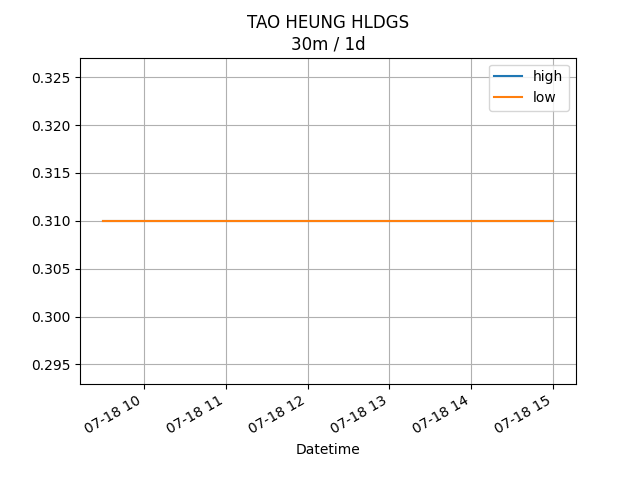 TAO HEUNG HLDGS
30m / 1d
high
low
0.325
0.320
0.315
0.310
0.305
0.300
0.295
07-18 10
07-18 11
07-18 12
07-18 13
07-18 14
07-18 15
Datetime